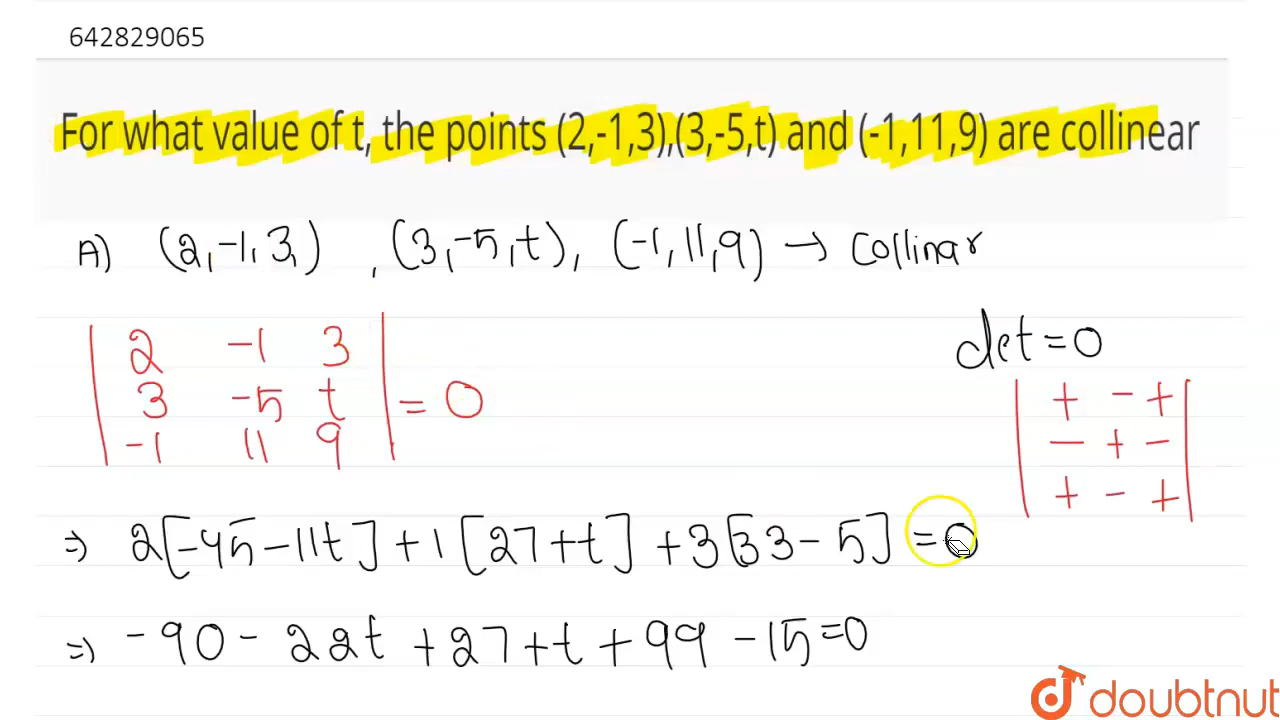 642829065
For what value of t, the points (2,-1,3),(3,-5,t) and (-1,11,9) are collinear
A) (2,-1,3,) , (3,-5,t), (-1,11,9) → Collinar
det = 0
| 2 -1 3 |
| 3 -5 t | = 0
| -1 11 9 |
| + - + |
| - + - |
| + - + |
⇒ 2[-45-11t] + 1[27+t] + 3[33-5] = 0
⇒ -90 - 22t + 27 + t + 99 - 15 = 0
doubtnut